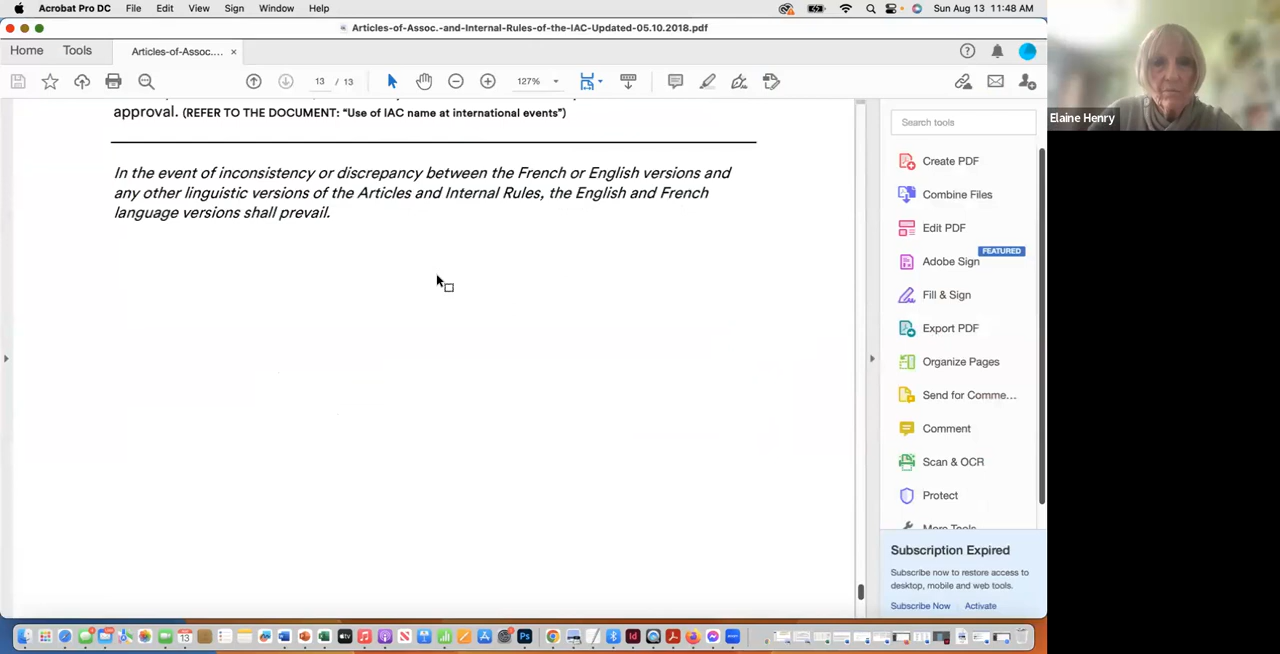 Acrobat Pro DC File Edit View Sign Window Help Sun Aug 13 11:48 AM
Articles-of-Assoc.-and-Internal-Rules-of-the-IAC-Updated-05.10.2018.pdf
Home Tools Articles-of-Assoc.... ×
13 / 13 127%
approval. (REFER TO THE DOCUMENT: “Use of IAC name at international events”)
In the event of inconsistency or discrepancy between the French or English versions and
any other linguistic versions of the Articles and Internal Rules, the English and French
language versions shall prevail.
Search tools
Create PDF
Combine Files
Edit PDF
FEATURED
Adobe Sign
Fill & Sign
Export PDF
Organize Pages
Send for Comme...
Comment
Scan & OCR
Protect
More Tools
Subscription Expired
Subscribe now to restore access to
desktop, mobile and web tools.
Subscribe Now Activate
Elaine Henry